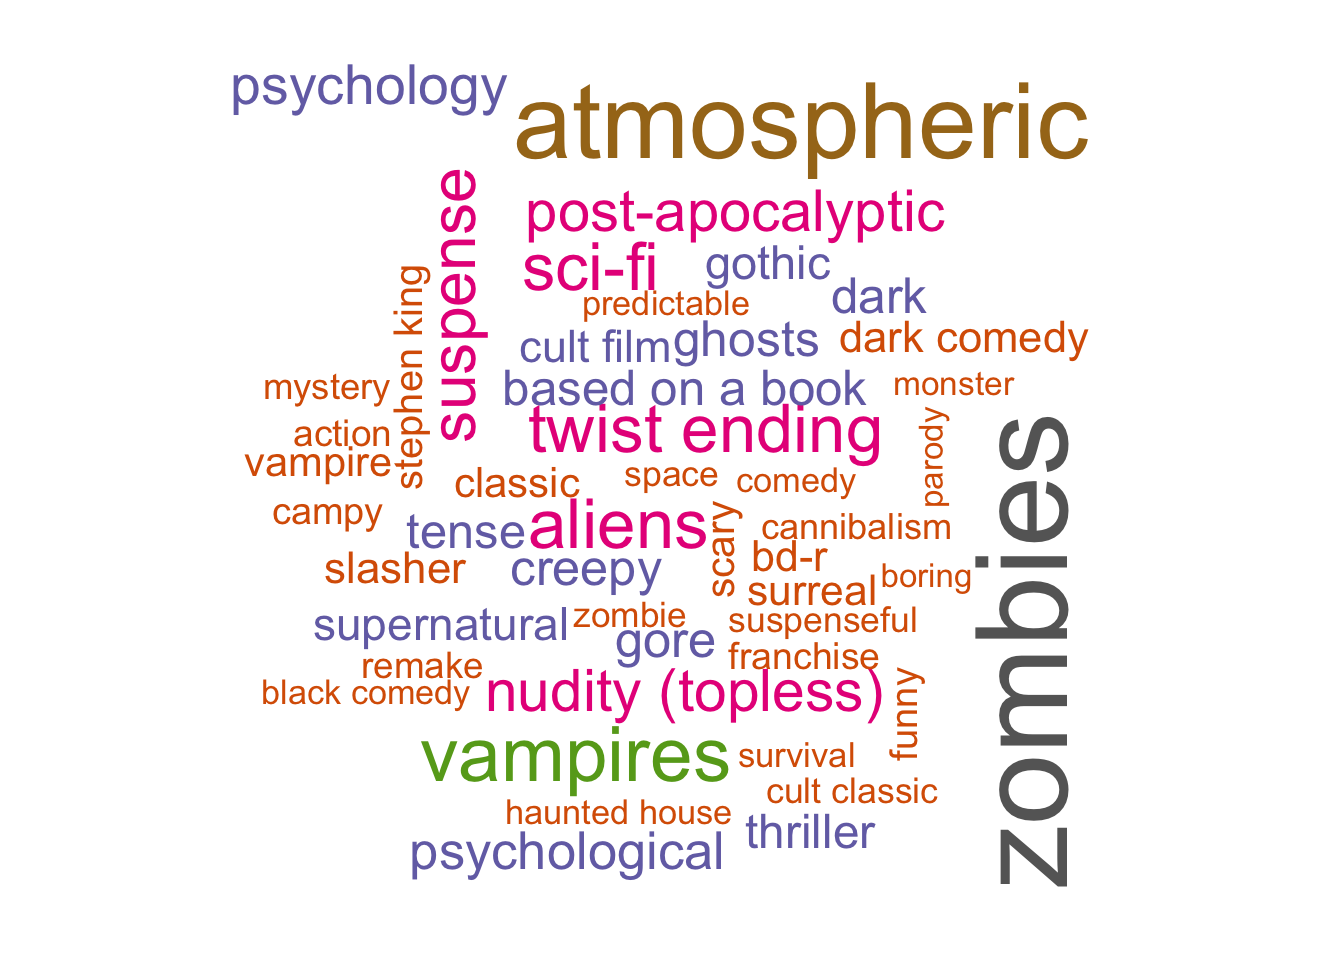 psychology
atmospheric
suspense
post-apocalyptic
sci-fi
gothic
predictable
dark
stephen king
cult film
ghosts
dark comedy
mystery
based on a book
monster
action
twist ending
parody
vampire
classic
space
comedy
zombies
campy
tense
aliens
scary
cannibalism
slasher
creepy
bd-r
boring
surreal
supernatural
zombie
gore
suspenseful
remake
franchise
black comedy
nudity (topless)
funny
vampires
survival
cult classic
haunted house
thriller
psychological